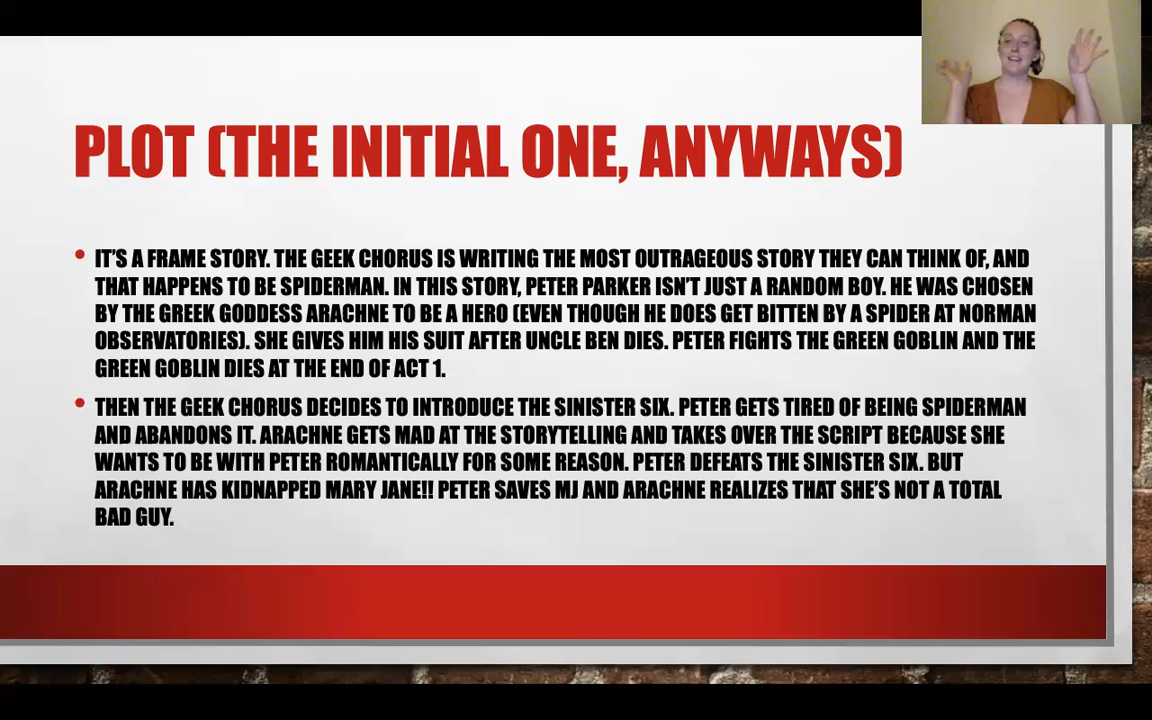 PLOT (THE INITIAL ONE, ANYWAYS)
• IT'S A FRAME STORY. THE GEEK CHORUS IS WRITING THE MOST OUTRAGEOUS STORY THEY CAN THINK OF, AND
THAT HAPPENS TO BE SPIDERMAN. IN THIS STORY, PETER PARKER ISN'T JUST A RANDOM BOY. HE WAS CHOSEN
BY THE GREEK GODDESS ARACHNE TO BE A HERO (EVEN THOUGH HE DOES GET BITTEN BY A SPIDER AT NORMAN
OBSERVATORIES). SHE GIVES HIM HIS SUIT AFTER UNCLE BEN DIES. PETER FIGHTS THE GREEN GOBLIN AND THE
GREEN GOBLIN DIES AT THE END OF ACT 1.
• THEN THE GEEK CHORUS DECIDES TO INTRODUCE THE SINISTER SIX. PETER GETS TIRED OF BEING SPIDERMAN
AND ABANDONS IT. ARACHNE GETS MAD AT THE STORYTELLING AND TAKES OVER THE SCRIPT BECAUSE SHE
WANTS TO BE WITH PETER ROMANTICALLY FOR SOME REASON. PETER DEFEATS THE SINISTER SIX. BUT
ARACHNE HAS KIDNAPPED MARY JANE!! PETER SAVES MJ AND ARACHNE REALIZES THAT SHE'S NOT A TOTAL
BAD GUY.